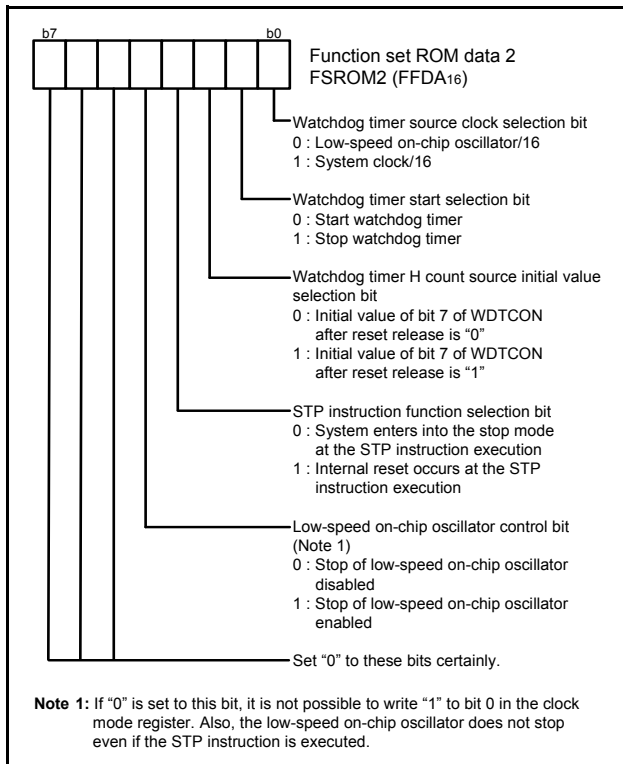 b7 b0
Function set ROM data 2
FSROM2 (FFDA16)
Watchdog timer source clock selection bit
0 : Low-speed on-chip oscillator/16
1 : System clock/16
Watchdog timer start selection bit
0 : Start watchdog timer
1 : Stop watchdog timer
Watchdog timer H count source initial value
selection bit
0 : Initial value of bit 7 of WDTCON
after reset release is “0”
1 : Initial value of bit 7 of WDTCON
after reset release is “1”
STP instruction function selection bit
0 : System enters into the stop mode
at the STP instruction execution
1 : Internal reset occurs at the STP
instruction execution
Low-speed on-chip oscillator control bit
(Note 1)
0 : Stop of low-speed on-chip oscillator
disabled
1 : Stop of low-speed on-chip oscillator
enabled
Set “0” to these bits certainly.
Note 1: If “0” is set to this bit, it is not possible to write “1” to bit 0 in the clock
mode register. Also, the low-speed on-chip oscillator does not stop
even if the STP instruction is executed.